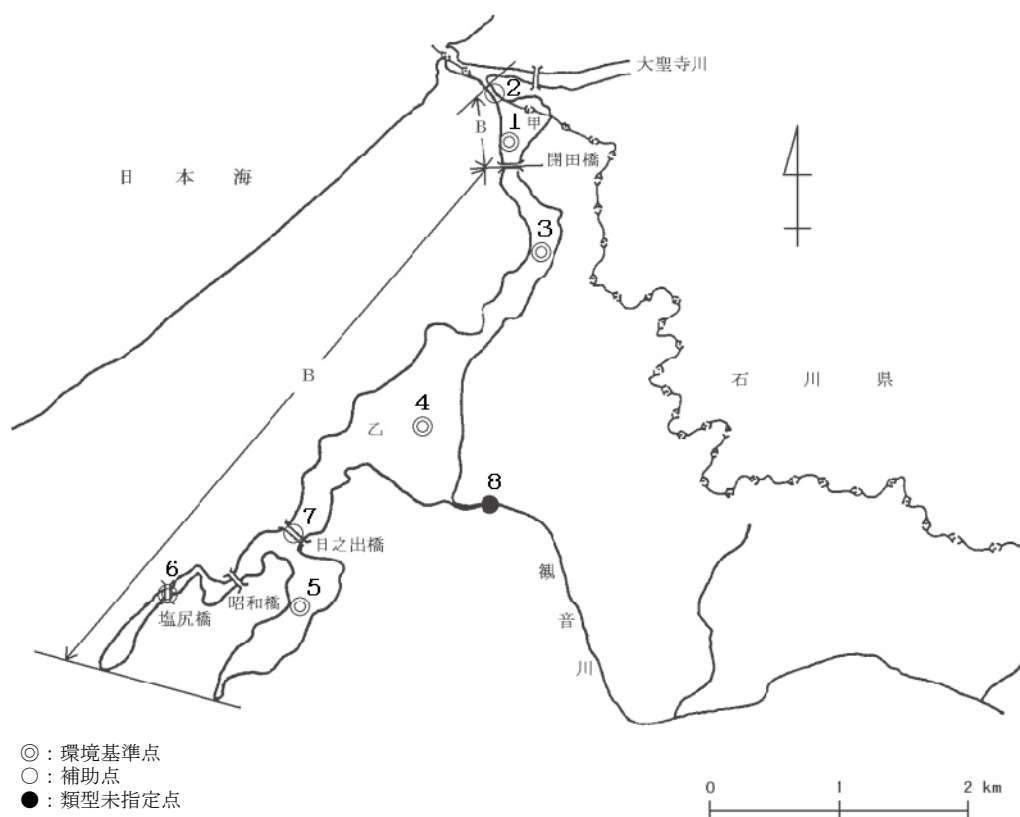 大聖寺川
2
B
1
甲
開田橋
日本海
3
B
石川県
4
乙
8
7
日之出橋
6
昭和橋
5
塩尻橋
観音川
◎:環境基準点
○:補助点
●:類型未指定点
0 1 2 km